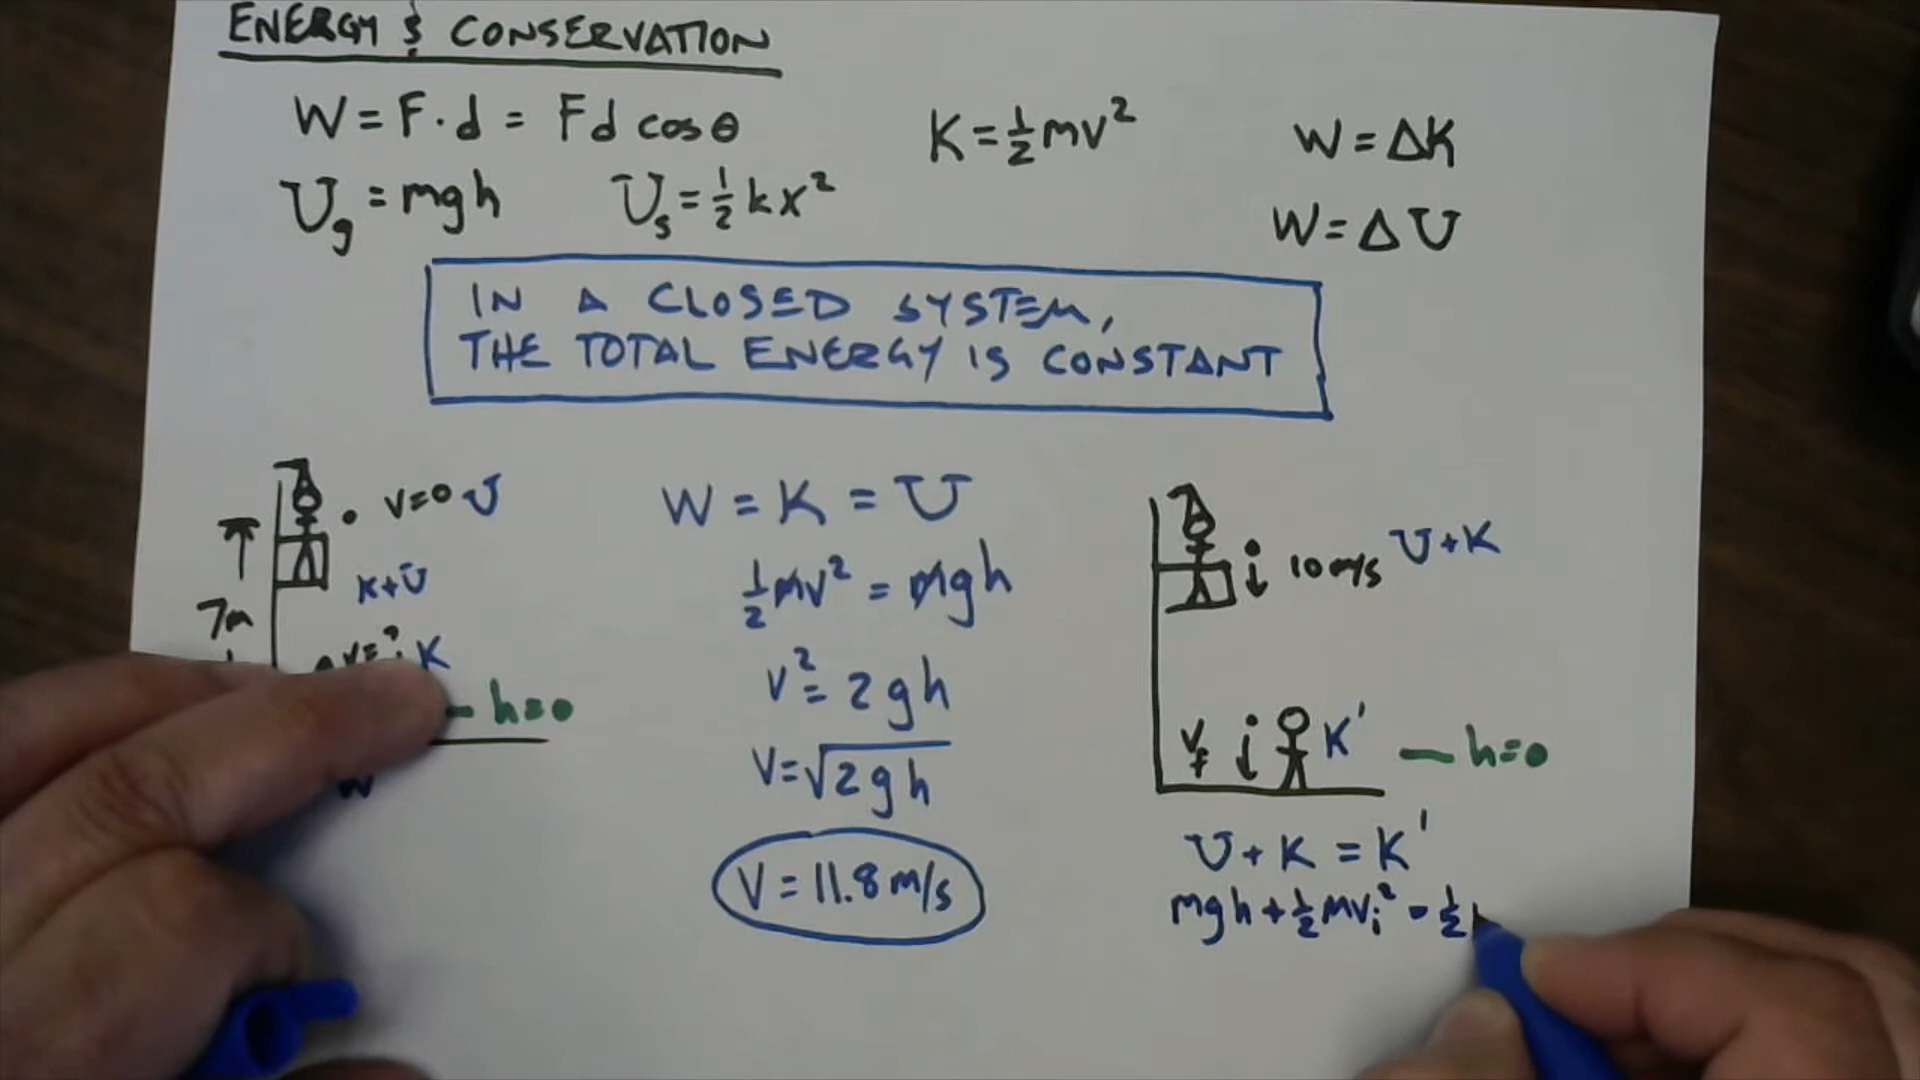 ENERGY & CONSERVATION
W = F · d = Fd cos θ
K = ½mv²
W = ΔK
Ug = mgh
Us = ½kx²
W = ΔU
IN A CLOSED SYSTEM,
THE TOTAL ENERGY IS CONSTANT
v=0 U
K+U
7m
v=? K
h=0
W
W = K = U
½mv² = mgh
v² = 2gh
v = √2gh
V = 11.8 m/s
10 m/s U+K
Vf K'
h=0
U + K = K'
mgh + ½mvi² = ½